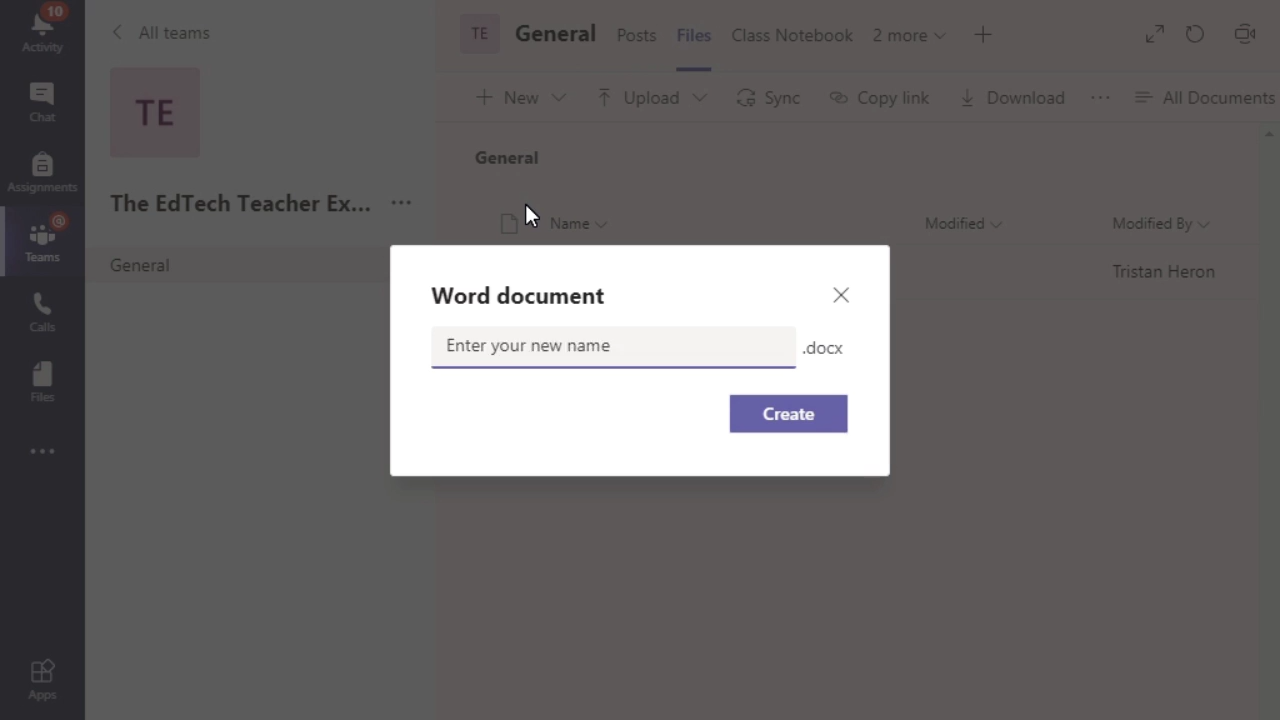 10
Activity
Chat
Assignments
@
Teams
Calls
Files
Apps
All teams
TE
The EdTech Teacher Ex...
General
TE
General
Posts
Files
Class Notebook
2 more
New
Upload
Sync
Copy link
Download
All Documents
General
Name
Modified
Modified By
Tristan Heron
Word document
Enter your new name
.docx
Create